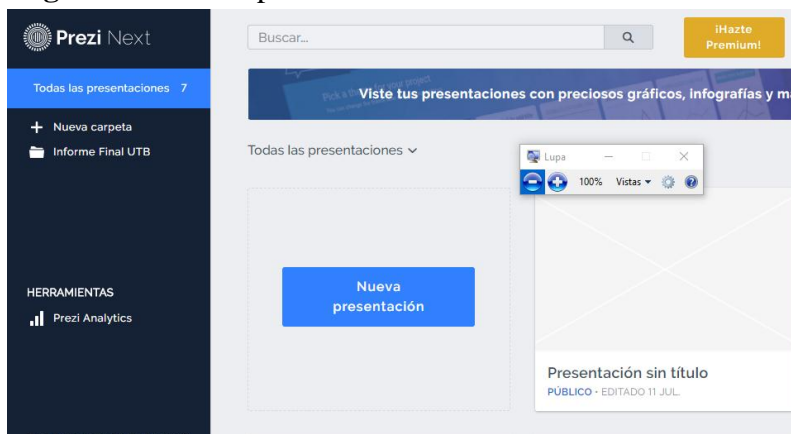 Prezi Next
Buscar...
¡Hazte
Premium!
Todas las presentaciones 7
Viste tus presentaciones con preciosos gráficos, infografías y m
+ Nueva carpeta
Informe Final UTB
Todas las presentaciones
Lupa
100% Vistas
Nueva
presentación
HERRAMIENTAS
Prezi Analytics
Presentación sin título
PÚBLICO - EDITADO 11 JUL.